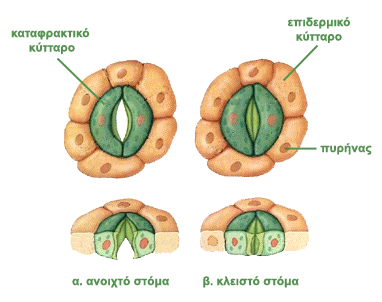 καταφρακτικό
κύτταρο
επιδερμικό
κύτταρο
πυρήνας
α. ανοιχτό στόμα
β. κλειστό στόμα